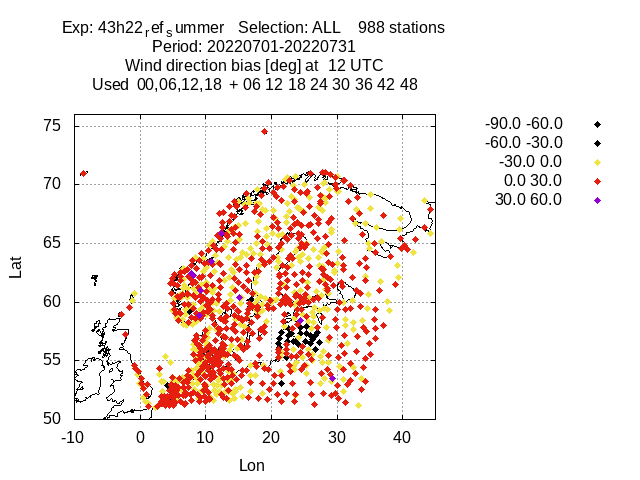 Exp: 43h22refsummer Selection: ALL 988 stations
Period: 20220701-20220731
Wind direction bias [deg] at 12 UTC
Used 00,06,12,18 + 06 12 18 24 30 36 42 48
-90.0 -60.0
-60.0 -30.0
-30.0 0.0
0.0 30.0
30.0 60.0
75
70
65
60
55
50
Lat
-10 0 10 20 30 40
Lon